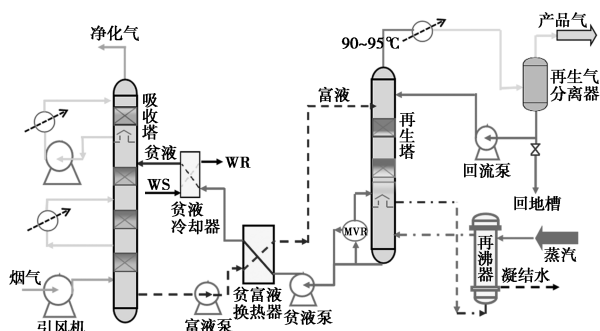 净化气
90~95℃
产品气
吸收塔
富液
再生塔
再生气
分离器
贫液
WR
WS
贫液
冷却器
回流泵
回地槽
MVR
再沸器
蒸汽
凝结水
烟气
引风机
富液泵
贫富液
换热器
贫液泵